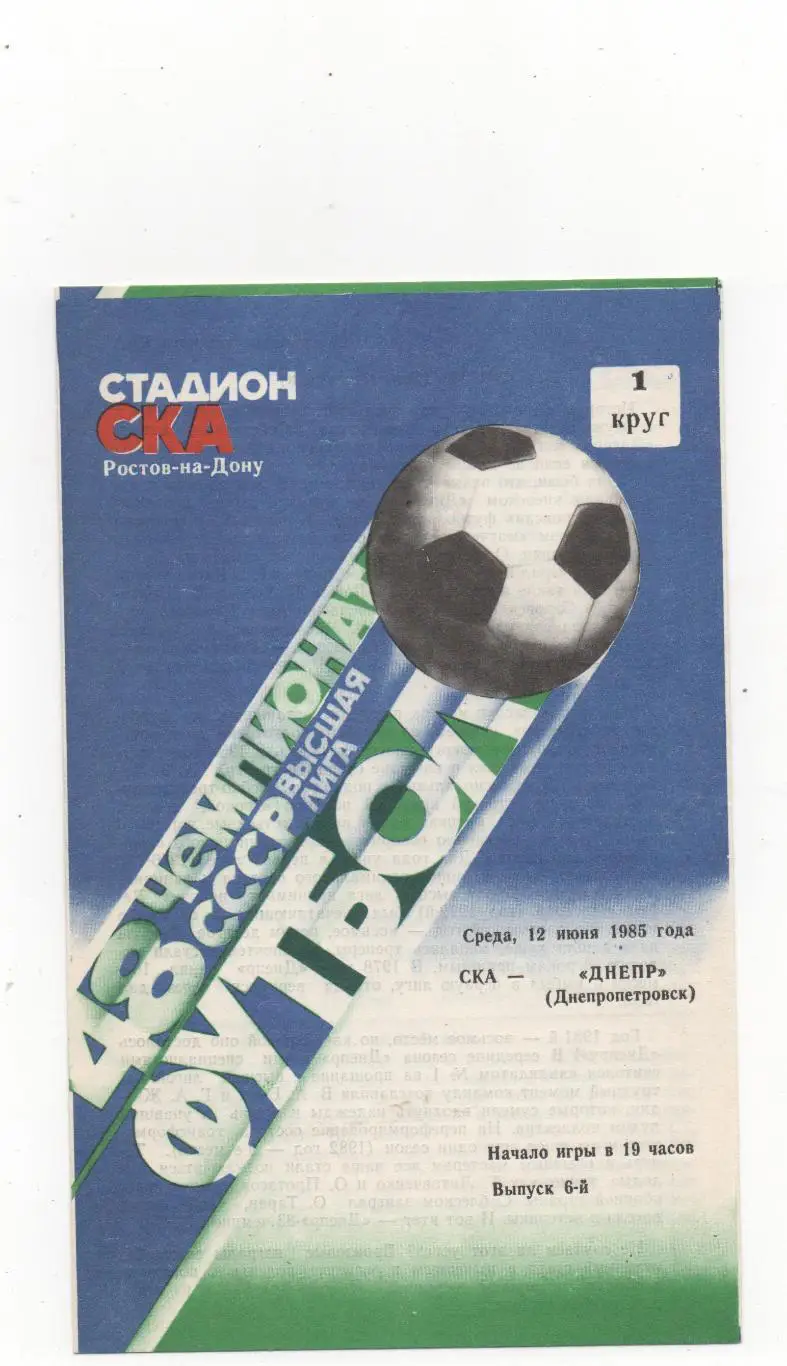 СТАДИОН
СКА
Ростов-на-Дону
1
круг
48 ЧЕМПИОНАТ
СССР
ВЫСШАЯ
ЛИГА
ФУТБОЛ
Среда, 12 июня 1985 года
СКА — «ДНЕПР»
(Днепропетровск)
Начало игры в 19 часов
Выпуск 6-й